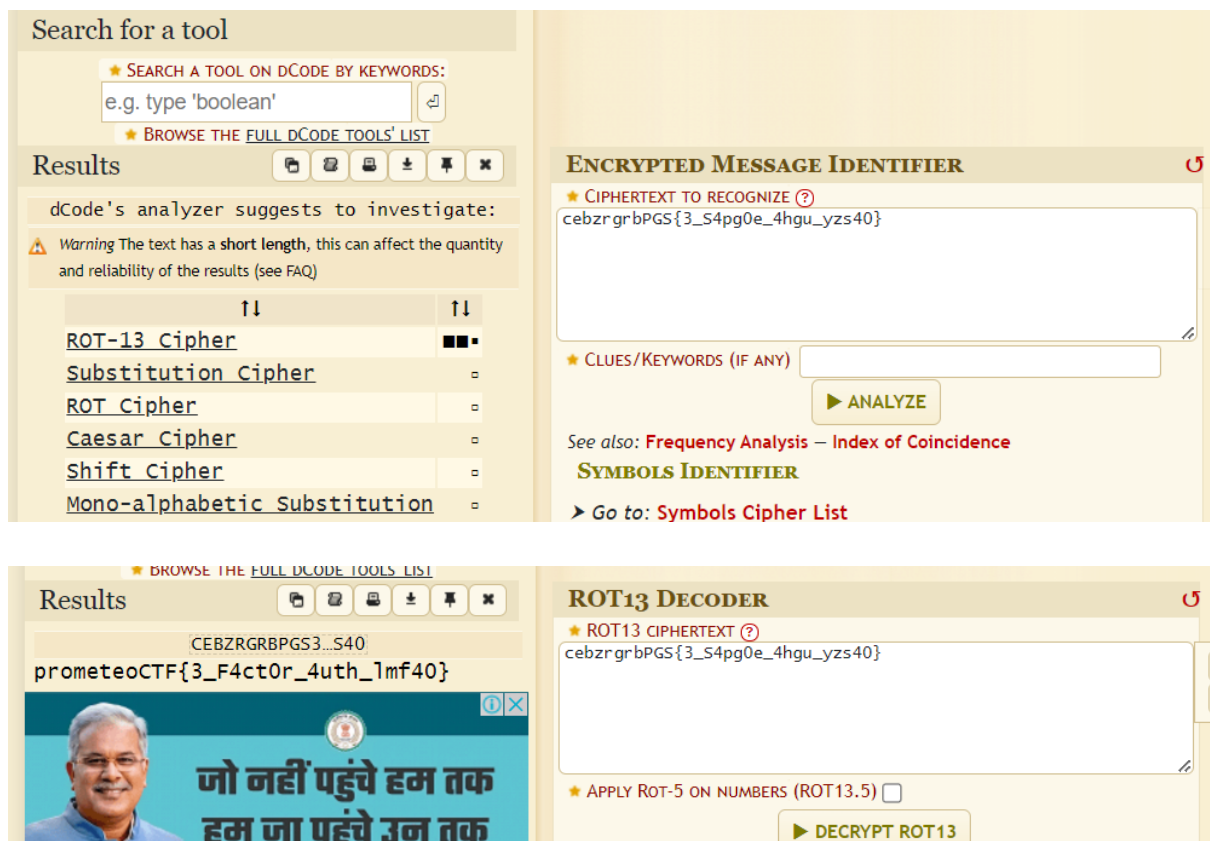 Search for a tool
★ SEARCH A TOOL ON DCODE BY KEYWORDS:
e.g. type 'boolean'
★ BROWSE THE FULL DCODE TOOLS' LIST
Results
dCode's analyzer suggests to investigate:
Warning The text has a short length, this can affect the quantity
and reliability of the results (see FAQ)
↑↓ ↑↓
ROT-13 Cipher ■■▪
Substitution Cipher ▫
ROT Cipher ▫
Caesar Cipher ▫
Shift Cipher ▫
Mono-alphabetic Substitution ▫
ENCRYPTED MESSAGE IDENTIFIER
★ CIPHERTEXT TO RECOGNIZE (?)
cebzrgrbPGS{3_S4pg0e_4hgu_yzs40}
★ CLUES/KEYWORDS (IF ANY)
▶ ANALYZE
See also: Frequency Analysis – Index of Coincidence
SYMBOLS IDENTIFIER
➤ Go to: Symbols Cipher List
★ BROWSE THE FULL DCODE TOOLS' LIST
Results
CEBZRGRBPGS3…S40
prometeoCTF{3_F4ct0r_4uth_lmf40}
जो नहीं पहुंचे हम तक
हम जा पहुंचे उन तक
ROT13 DECODER
★ ROT13 CIPHERTEXT (?)
cebzrgrbPGS{3_S4pg0e_4hgu_yzs40}
★ APPLY ROT-5 ON NUMBERS (ROT13.5)
▶ DECRYPT ROT13